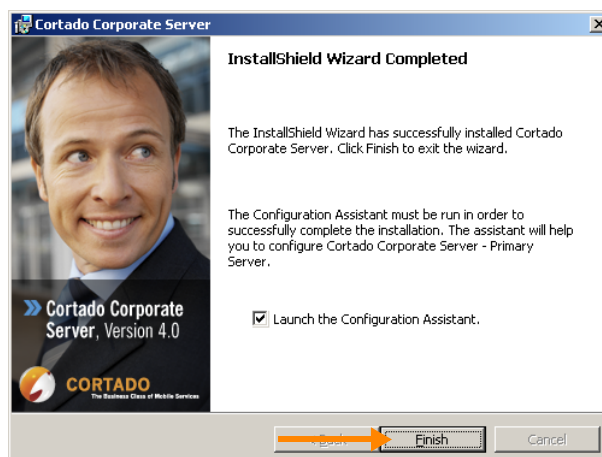 Cortado Corporate Server
InstallShield Wizard Completed
The InstallShield Wizard has successfully installed Cortado
Corporate Server. Click Finish to exit the wizard.
The Configuration Assistant must be run in order to
successfully complete the installation. The assistant will help
you to configure Cortado Corporate Server - Primary
Server.
Launch the Configuration Assistant.
Cortado Corporate
Server, Version 4.0
CORTADO
The Business Class of Mobile Services
Finish
Cancel